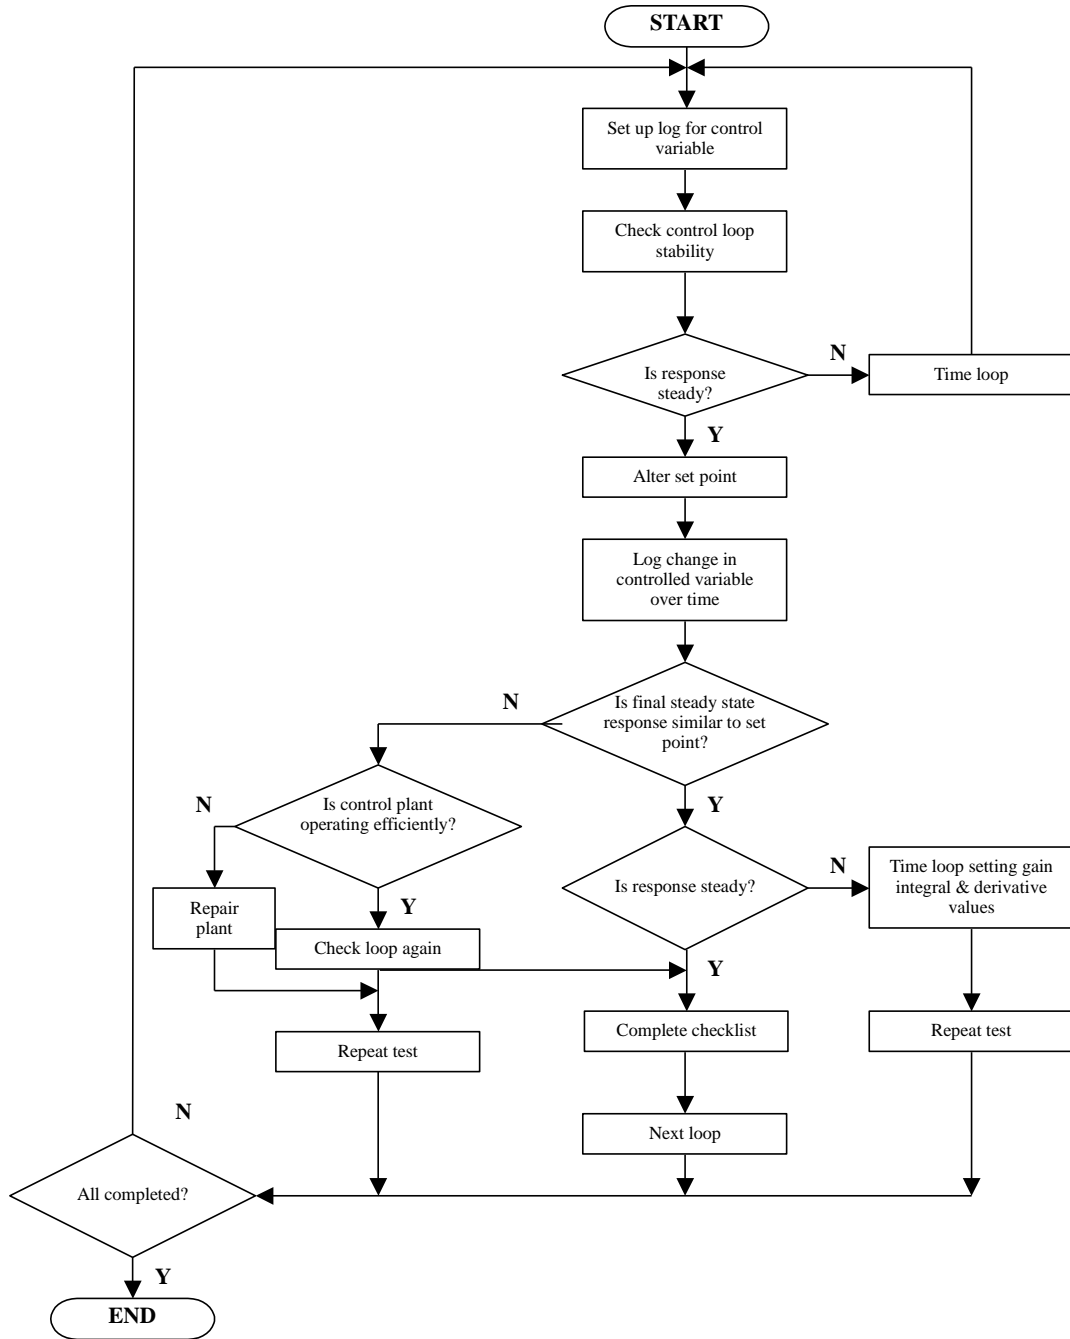 START
Set up log for control
variable
Check control loop
stability
Is response
steady?
N
Time loop
Y
Alter set point
Log change in
controlled variable
over time
Is final steady state
response similar to set
point?
N
Y
Is control plant
operating efficiently?
N
Y
Repair
plant
Check loop again
Is response steady?
N
Time loop setting gain
integral & derivative
values
Y
Repeat test
Complete checklist
Repeat test
Next loop
N
All completed?
Y
END